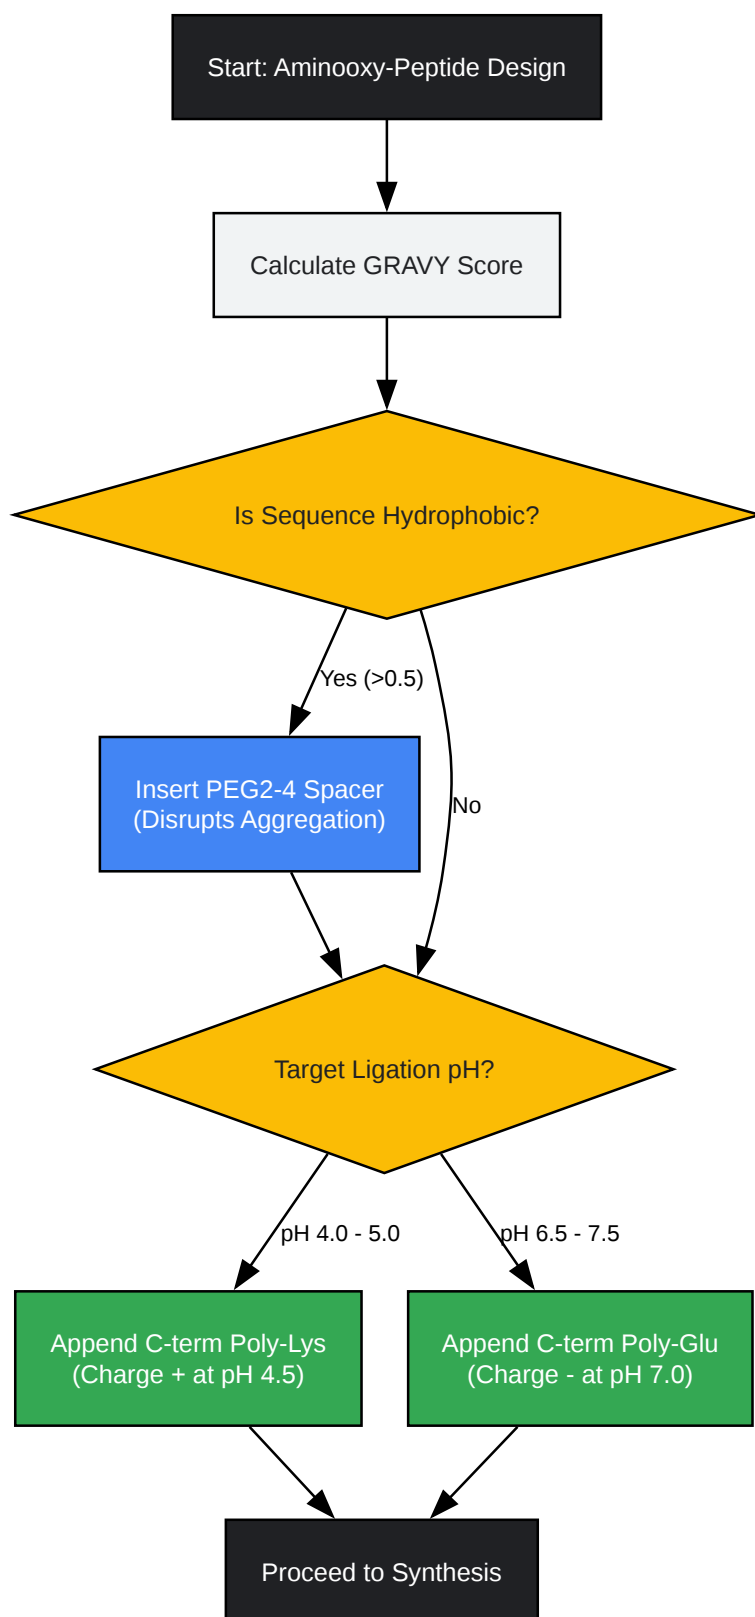 Start: Aminooxy-Peptide Design
Calculate GRAVY Score
Is Sequence Hydrophobic?
Yes (>0.5)
Insert PEG2-4 Spacer
(Disrupts Aggregation)
No
Target Ligation pH?
pH 4.0 - 5.0
pH 6.5 - 7.5
Append C-term Poly-Lys
(Charge + at pH 4.5)
Append C-term Poly-Glu
(Charge - at pH 7.0)
Proceed to Synthesis